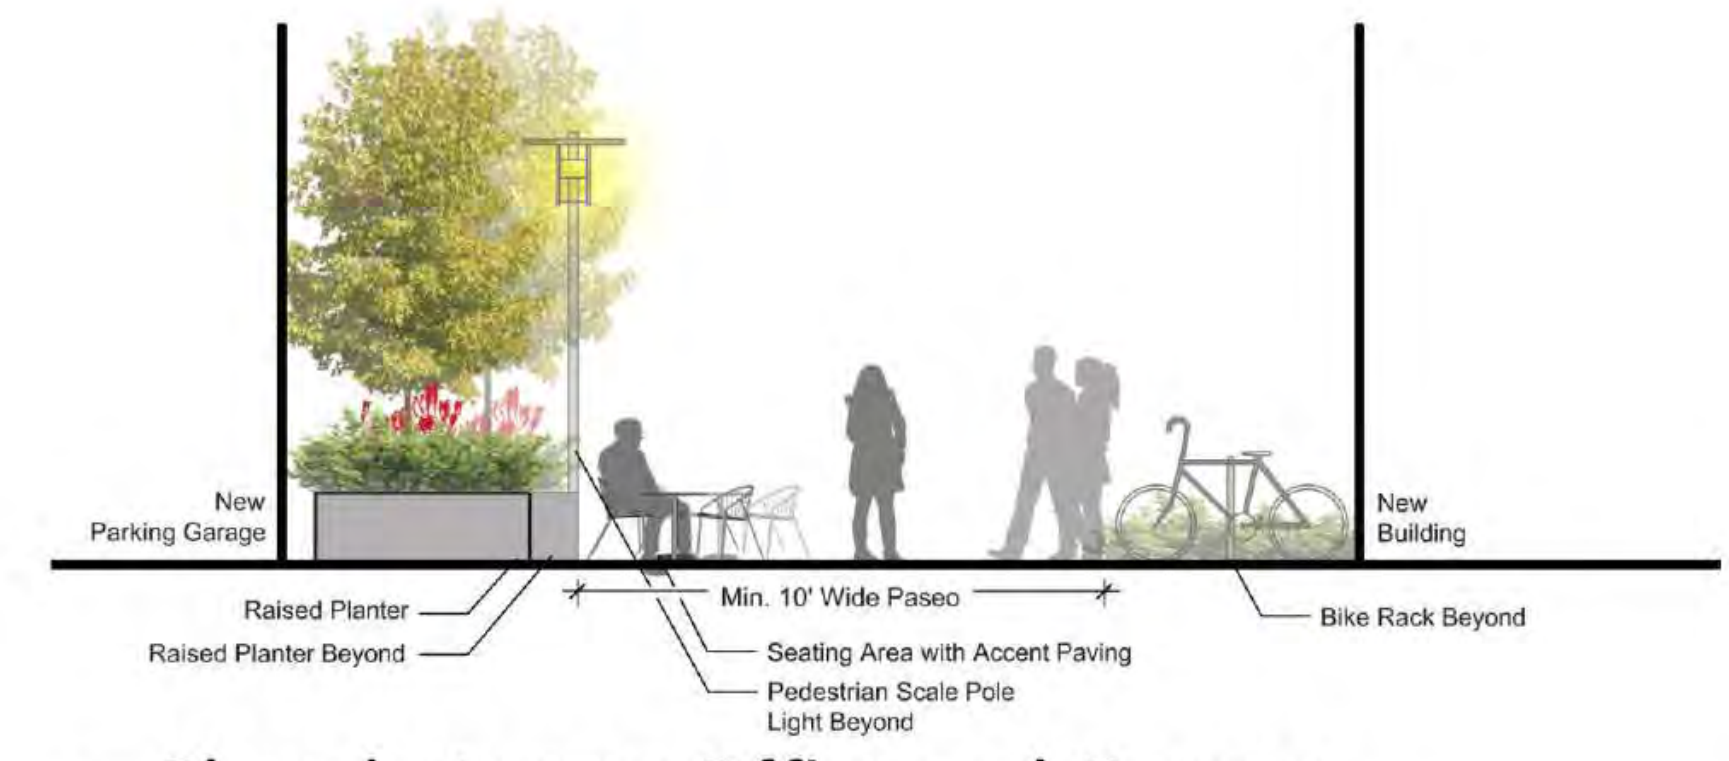 New
Parking Garage
New
Building
Raised Planter
Min. 10' Wide Paseo
Bike Rack Beyond
Raised Planter Beyond
Seating Area with Accent Paving
Pedestrian Scale Pole
Light Beyond